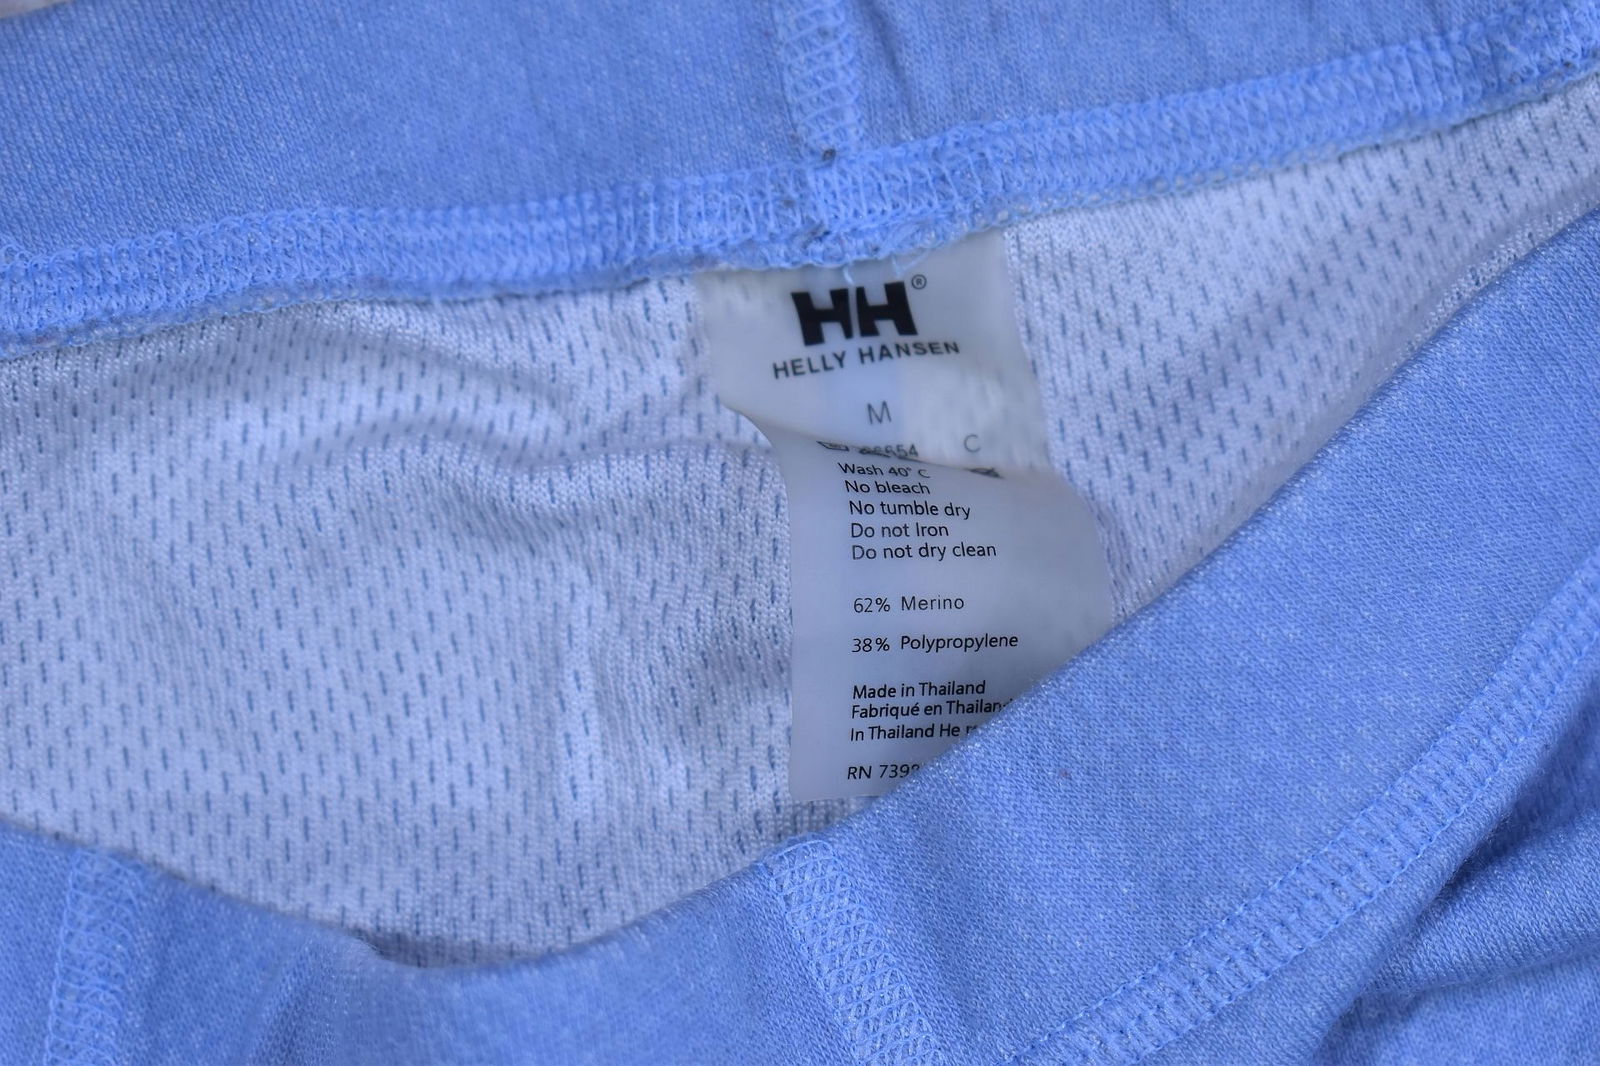 HH®
HELLY HANSEN
M
C
Wash 40° C
No bleach
No tumble dry
Do not Iron
Do not dry clean
62% Merino
38% Polypropylene
Made in Thailand
Fabriqué en
In Thailand He
RN